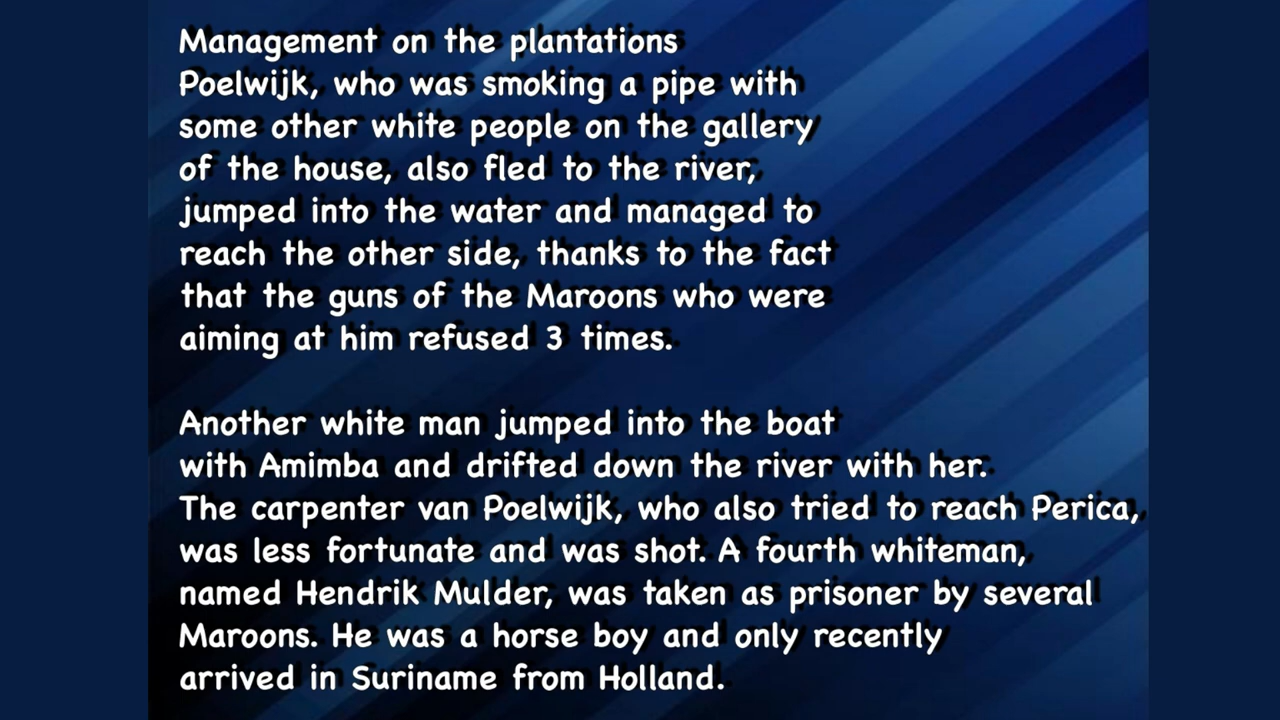 Management on the plantations
Poelwijk, who was smoking a pipe with
some other white people on the gallery
of the house, also fled to the river,
jumped into the water and managed to
reach the other side, thanks to the fact
that the guns of the Maroons who were
aiming at him refused 3 times.
Another white man jumped into the boat
with Amimba and drifted down the river with her.
The carpenter van Poelwijk, who also tried to reach Perica,
was less fortunate and was shot. A fourth whiteman,
named Hendrik Mulder, was taken as prisoner by several
Maroons. He was a horse boy and only recently
arrived in Suriname from Holland.